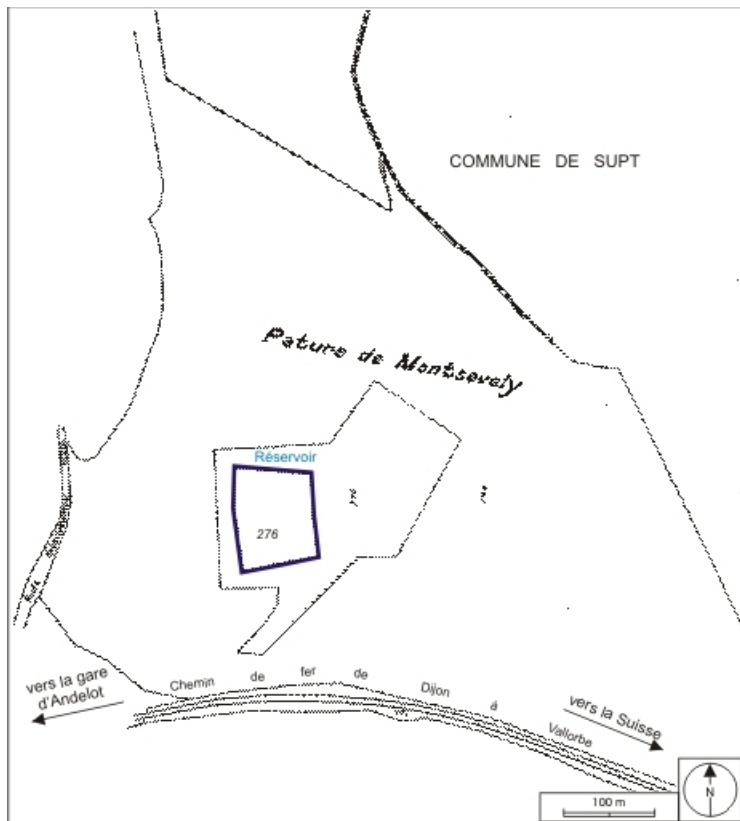 COMMUNE DE SUPT
Pature de Montsevely
Réservoir
276
vers la gare
d'Andelot
Chemin de fer de Dijon à Vallorbe
vers la Suisse
N
100 m